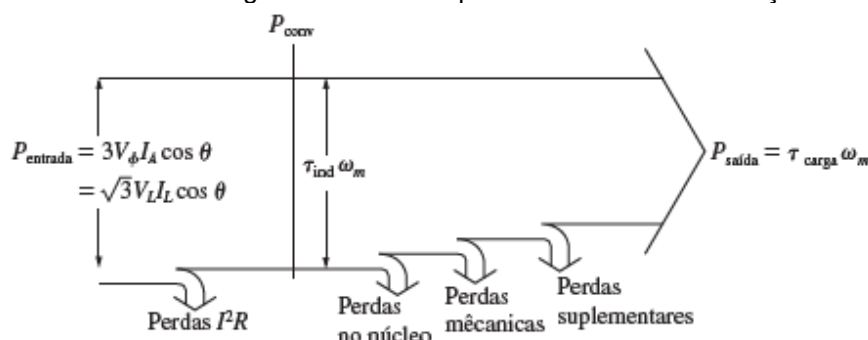 P_conv
P_entrada = 3V_ϕ I_A cos θ
= √3 V_L I_L cos θ
τ_ind ω_m
P_saída = τ_carga ω_m
Perdas I²R
Perdas
no núcleo
Perdas
mêcanicas
Perdas
suplementares